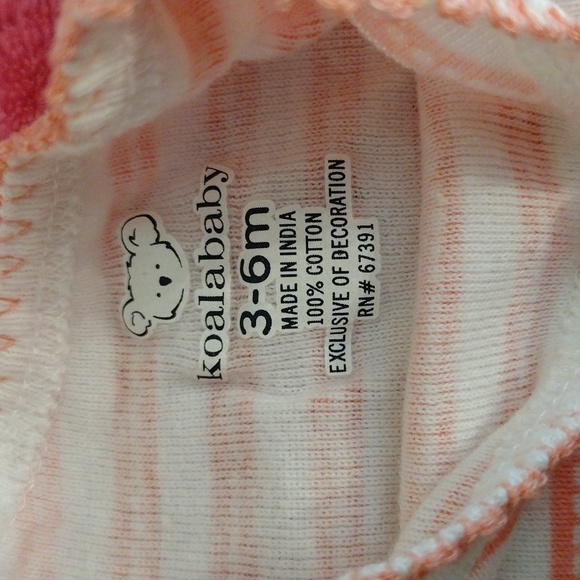 koalababy
3-6m
MADE IN INDIA
100% COTTON
EXCLUSIVE OF DECORATION
RN# 67391